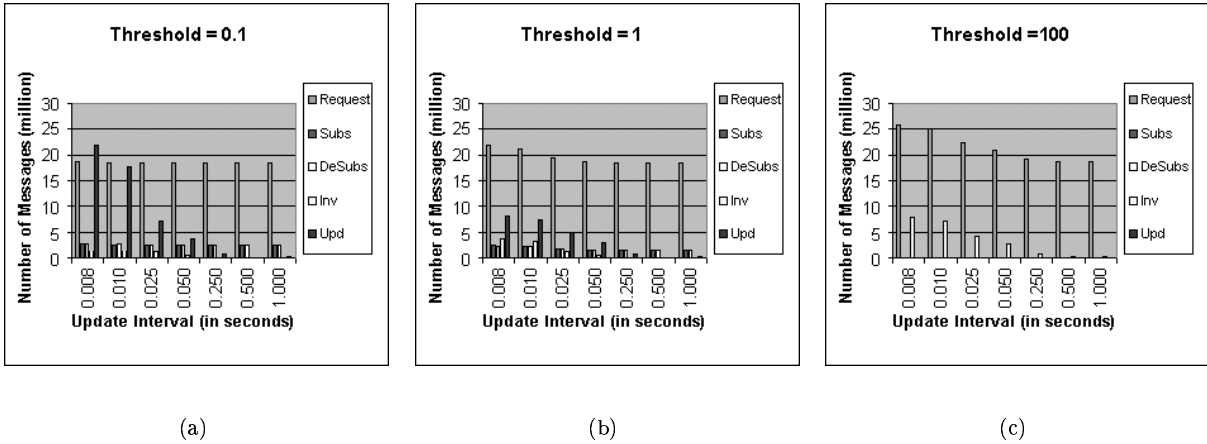 Threshold = 0.1
Number of Messages (million)
30
25
20
15
10
5
0
0.008
0.010
0.025
0.050
0.250
0.500
1.000
Update Interval (in seconds)
Request
Subs
DeSubs
Inv
Upd
(a)
Threshold = 1
Number of Messages (million)
30
25
20
15
10
5
0
0.008
0.010
0.025
0.050
0.250
0.500
1.000
Update Interval (in seconds)
Request
Subs
DeSubs
Inv
Upd
(b)
Threshold =100
Number of Messages (million)
30
25
20
15
10
5
0
0.008
0.010
0.025
0.050
0.250
0.500
1.000
Update Interval (in seconds)
Request
Subs
DeSubs
Inv
Upd
(c)